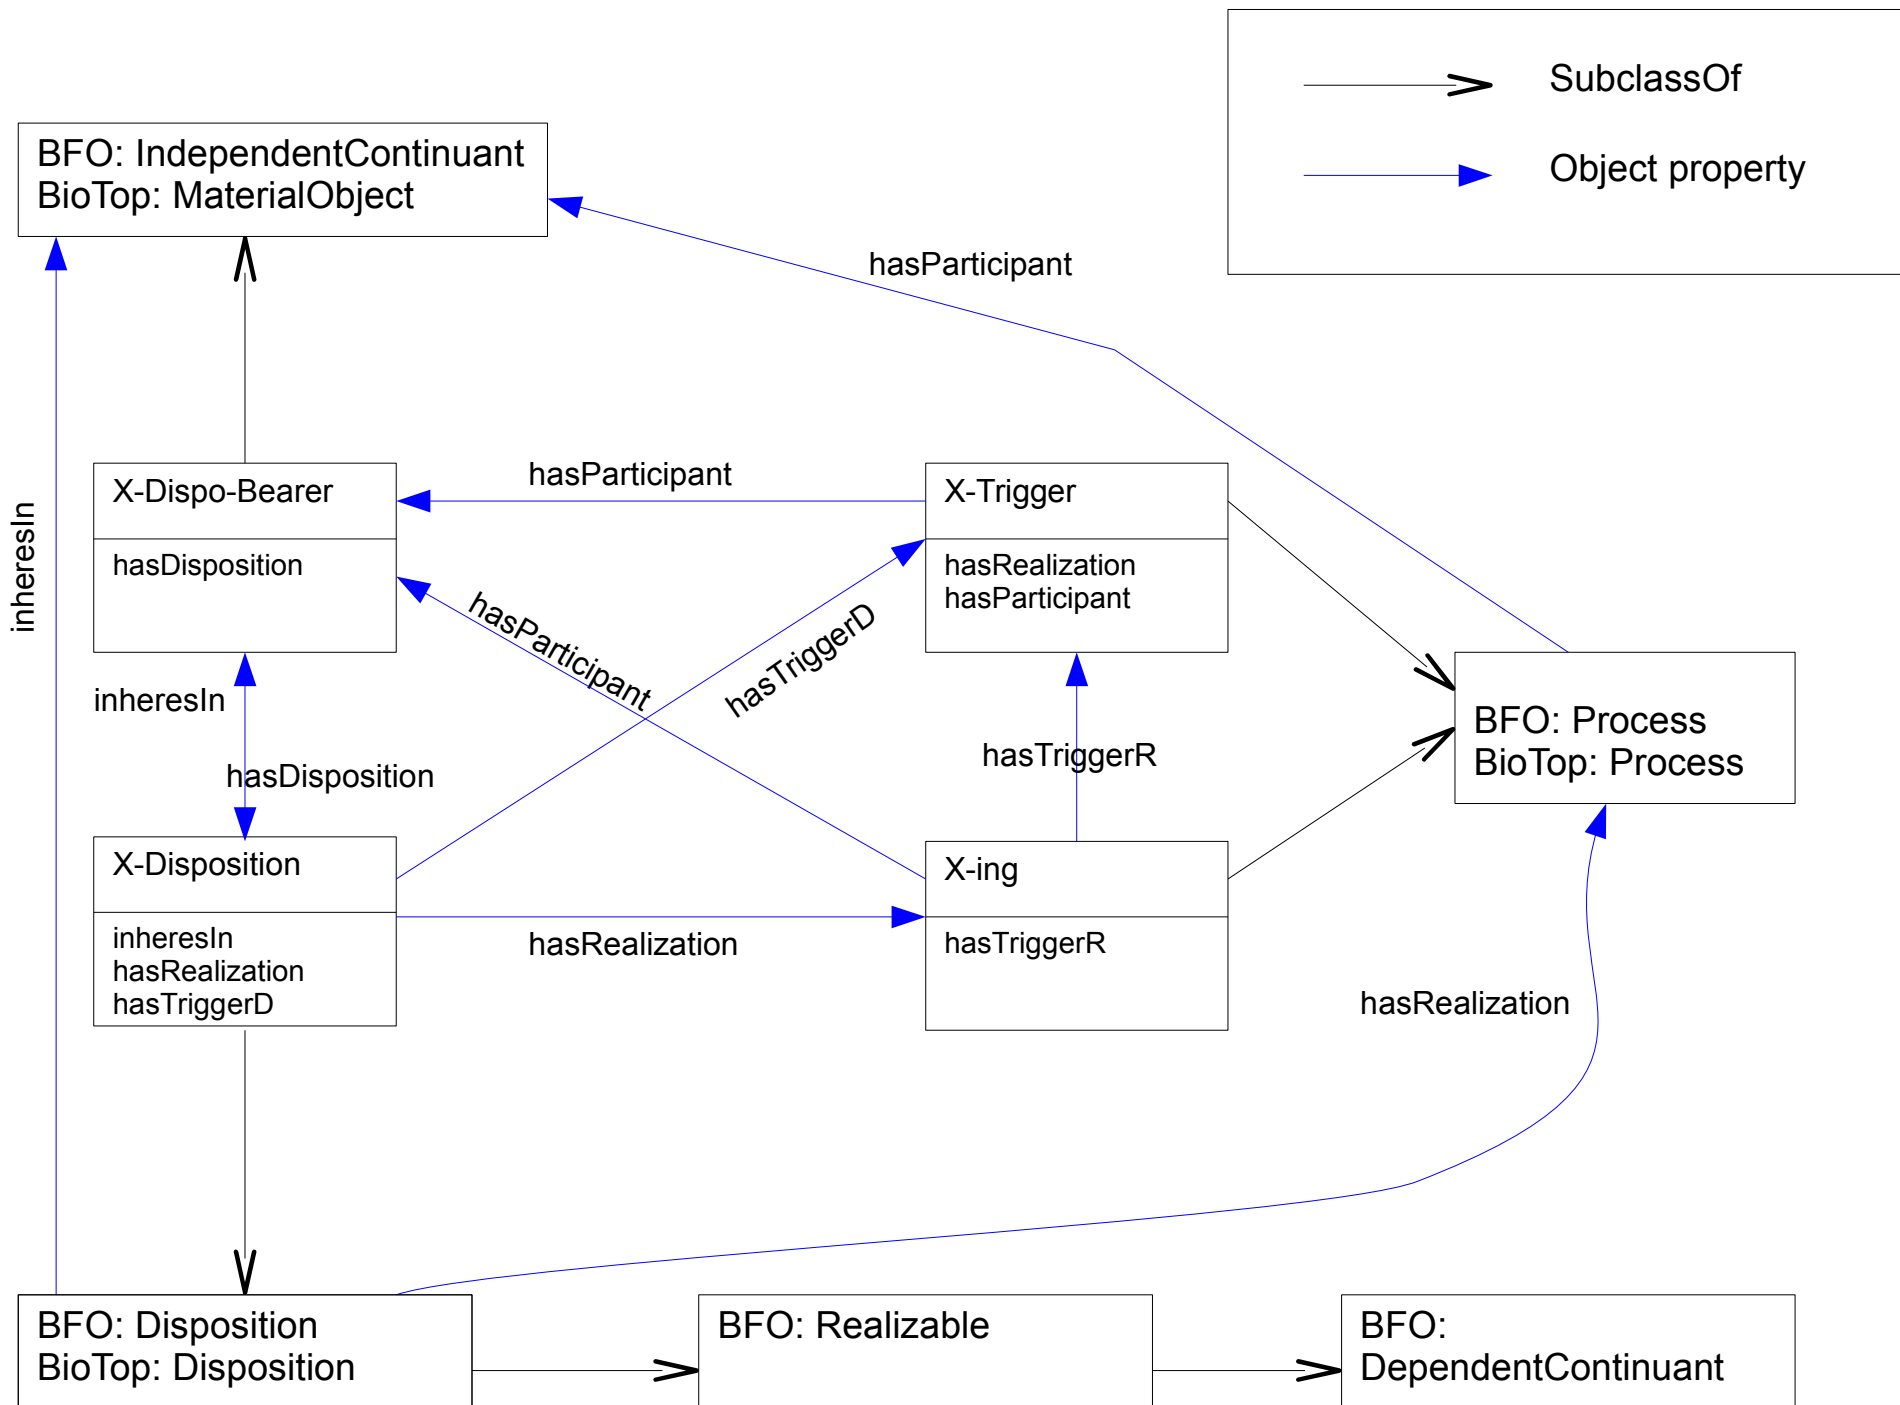 SubclassOf
Object property
BFO: IndependentContinuant
BioTop: MaterialObject
hasParticipant
inheresIn
X-Dispo-Bearer
hasDisposition
hasParticipant
X-Trigger
hasRealization
hasParticipant
hasParticipant
hasTriggerD
inheresIn
hasDisposition
hasTriggerR
BFO: Process
BioTop: Process
X-Disposition
inheresIn
hasRealization
hasTriggerD
hasRealization
X-ing
hasTriggerR
hasRealization
BFO: Disposition
BioTop: Disposition
BFO: Realizable
BFO:
DependentContinuant